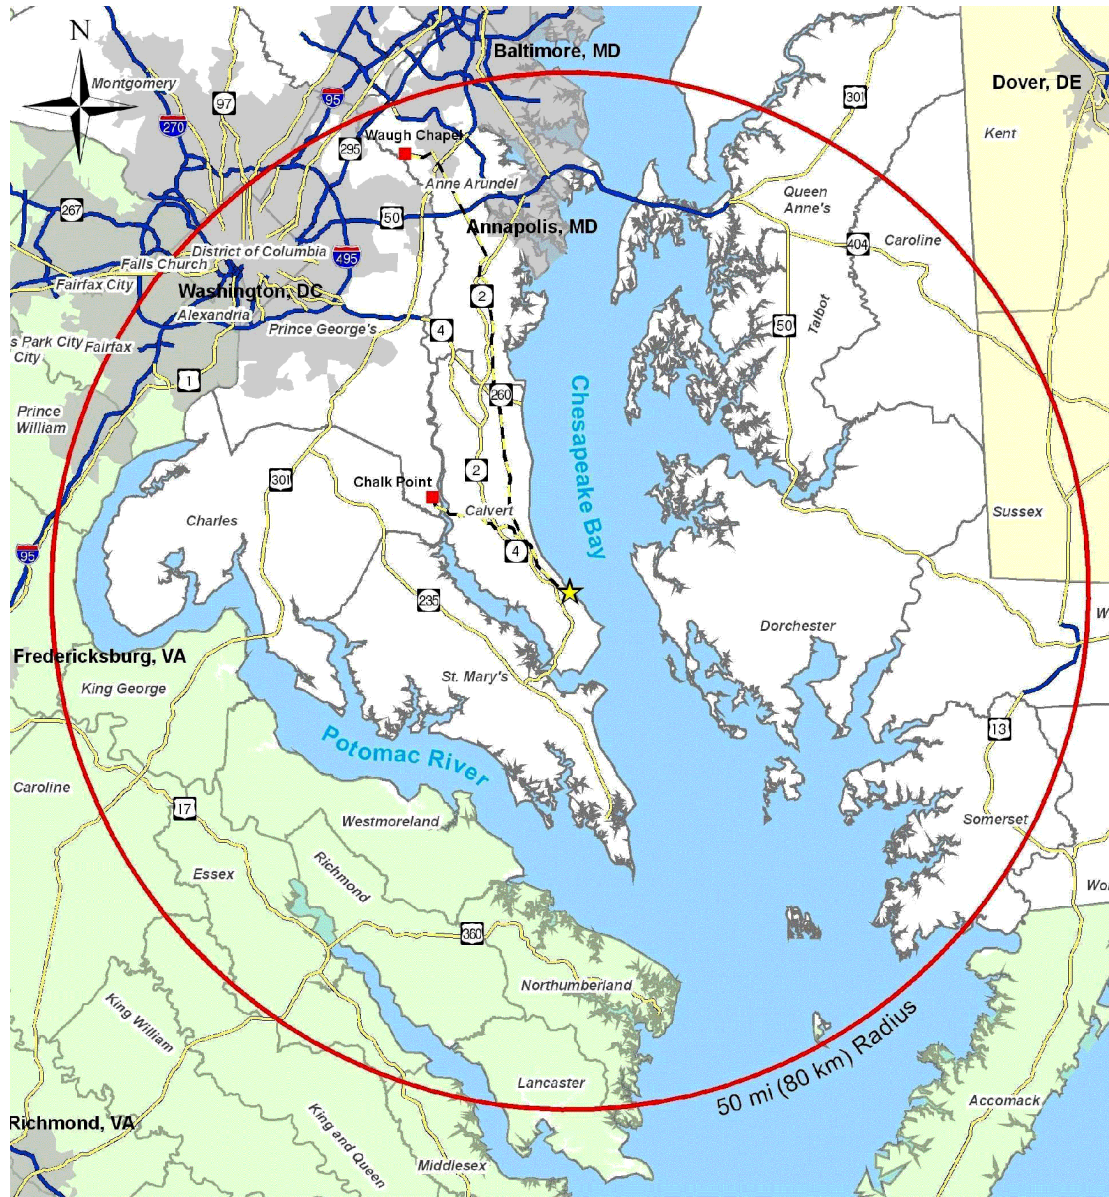 N
Baltimore, MD
Montgomery
Dover, DE
97
95
301
270
Kent
Waugh Chapel
295
Anne Arundel
Queen
Anne's
267
50
Annapolis, MD
404
Caroline
District of Columbia
495
Falls Church
Fairfax City
Washington, DC
2
Alexandria
Talbot
Prince George's
4
50
s Park City
City
Fairfax
1
260
Prince
William
Chesapeake Bay
2
301
Chalk Point
Calvert
Sussex
Charles
95
4
235
Dorchester
W
Fredericksburg, VA
St. Mary's
King George
13
Potomac River
Caroline
17
Westmoreland
Somerset
Essex
Richmond
Wor
360
Northumberland
King William
50 mi (80 km) Radius
Lancaster
Accomack
Richmond, VA
King and Queen
Middlesex